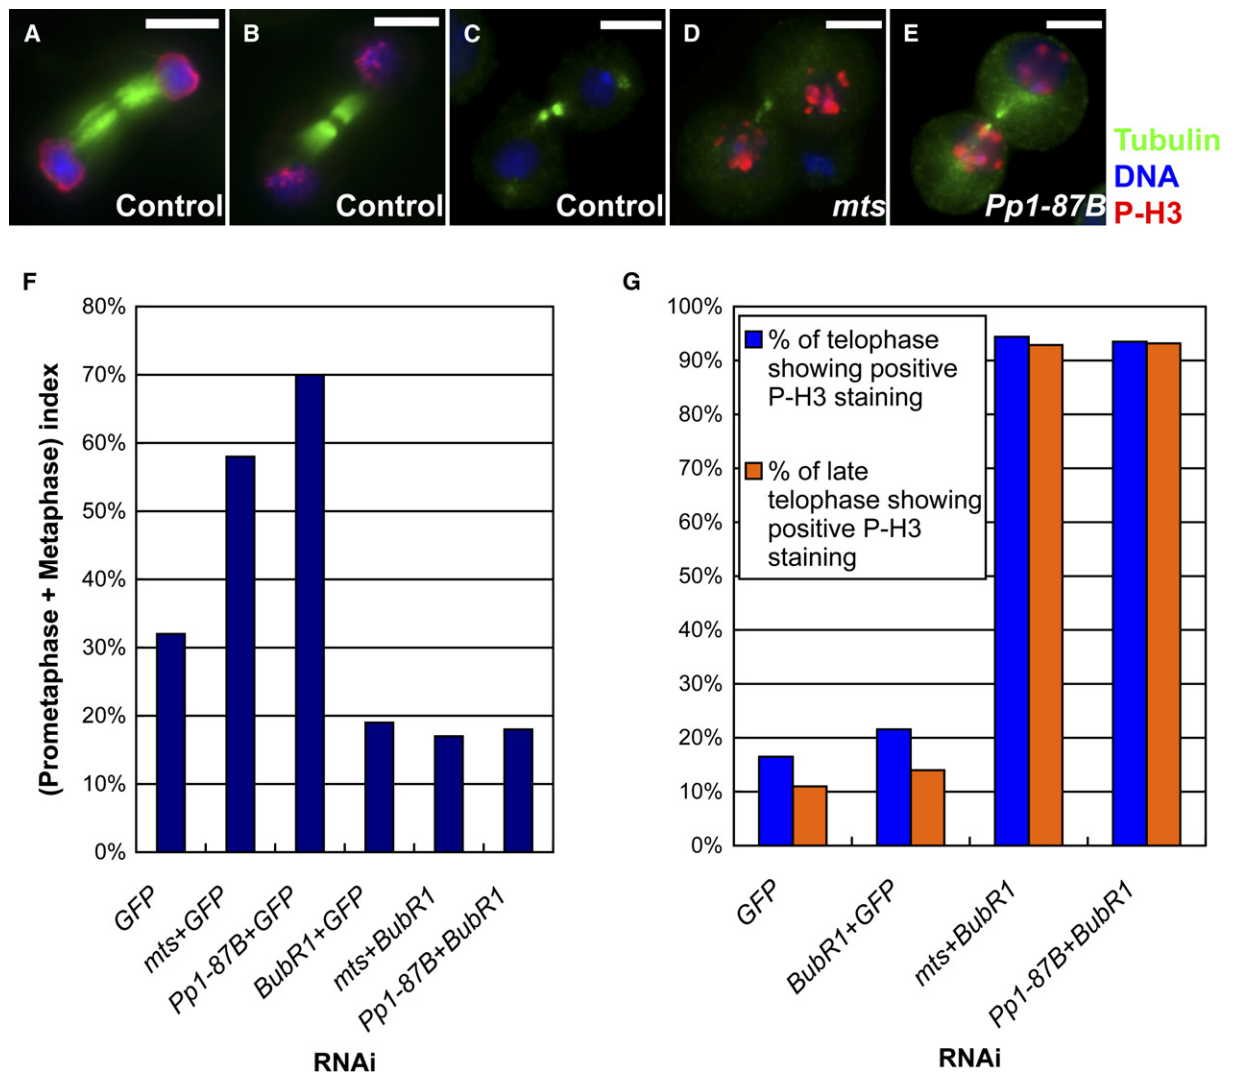 A
B
C
D
E
Control
Control
Control
mts
Pp1-87B
Tubulin
DNA
P-H3
F
80%
70%
60%
50%
40%
30%
20%
10%
0%
(Prometaphase + Metaphase) index
GFP
mts+GFP
Pp1-87B+GFP
BubR1+GFP
mts+BubR1
Pp1-87B+BubR1
RNAi
G
100%
90%
80%
70%
60%
50%
40%
30%
20%
10%
0%
% of telophase
showing positive
P-H3 staining
% of late
telophase showing
positive P-H3
staining
GFP
BubR1+GFP
mts+BubR1
Pp1-87B+BubR1
RNAi